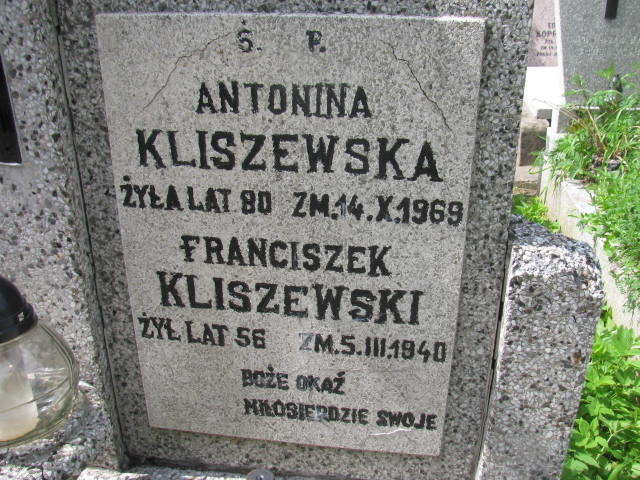 Ś. P.
ANTONINA
KLISZEWSKA
ŻYŁA LAT 80 ZM.14.X.1969
FRANCISZEK
KLISZEWSKI
ŻYŁ LAT 56 ZM.5.III.1940
BOŻE OKAŹ
MIŁOSIERDZIE SWOJE